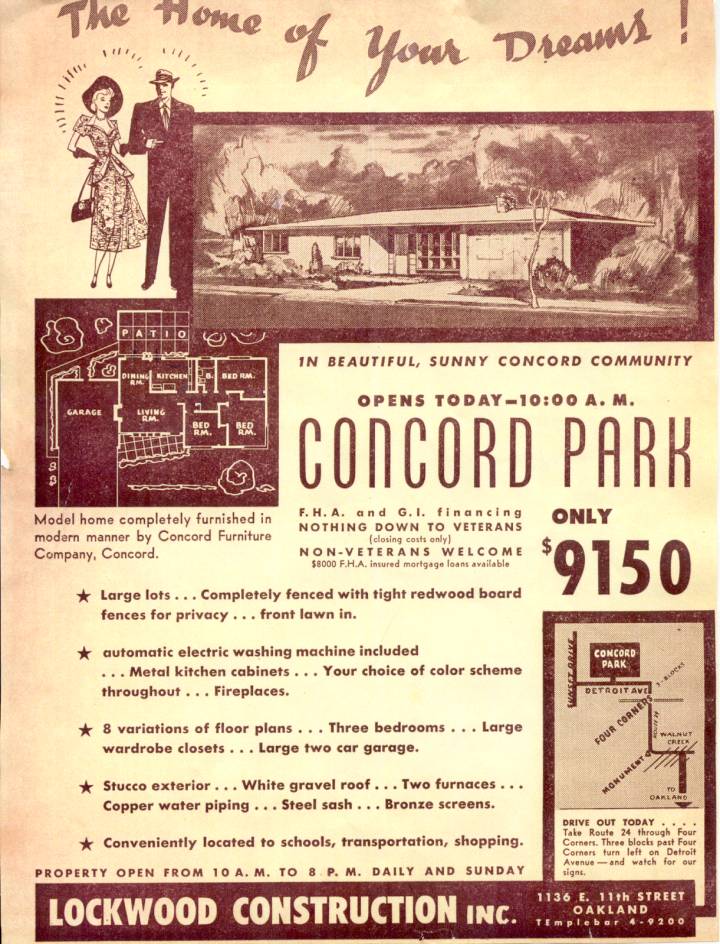 The Home of Your Dreams!
PATIO
DINING RM.
KITCHEN
B.
BED RM.
GARAGE
LIVING RM.
BED RM.
BED RM.
IN BEAUTIFUL, SUNNY CONCORD COMMUNITY
OPENS TODAY—10:00 A. M.
CONCORD PARK
Model home completely furnished in
modern manner by Concord Furniture
Company, Concord.
F.H.A. and G.I. financing
NOTHING DOWN TO VETERANS
(closing costs only)
NON-VETERANS WELCOME
$8000 F.H.A. insured mortgage loans available
ONLY
$9150
★ Large lots . . . Completely fenced with tight redwood board
fences for privacy . . . front lawn in.
★ automatic electric washing machine included
. . . Metal kitchen cabinets . . . Your choice of color scheme
throughout . . . Fireplaces.
★ 8 variations of floor plans . . . Three bedrooms . . . Large
wardrobe closets . . . Large two car garage.
★ Stucco exterior . . . White gravel roof . . . Two furnaces . . .
Copper water piping . . . Steel sash . . . Bronze screens.
★ Conveniently located to schools, transportation, shopping.
CONCORD
PARK
SUNSET DRIVE
DETROIT AVE
3-BLOCKS
FOUR CORNERS
ROUTE 24
WALNUT
CREEK
MONUMENT
TO
OAKLAND
DRIVE OUT TODAY . . . .
Take Route 24 through Four
Corners. Three blocks past Four
Corners turn left on Detroit
Avenue — and watch for our
signs.
PROPERTY OPEN FROM 10 A. M. TO 8 P. M. DAILY AND SUNDAY
LOCKWOOD CONSTRUCTION INC.
1136 E. 11th STREET
OAKLAND
TEmplebar 4-9200